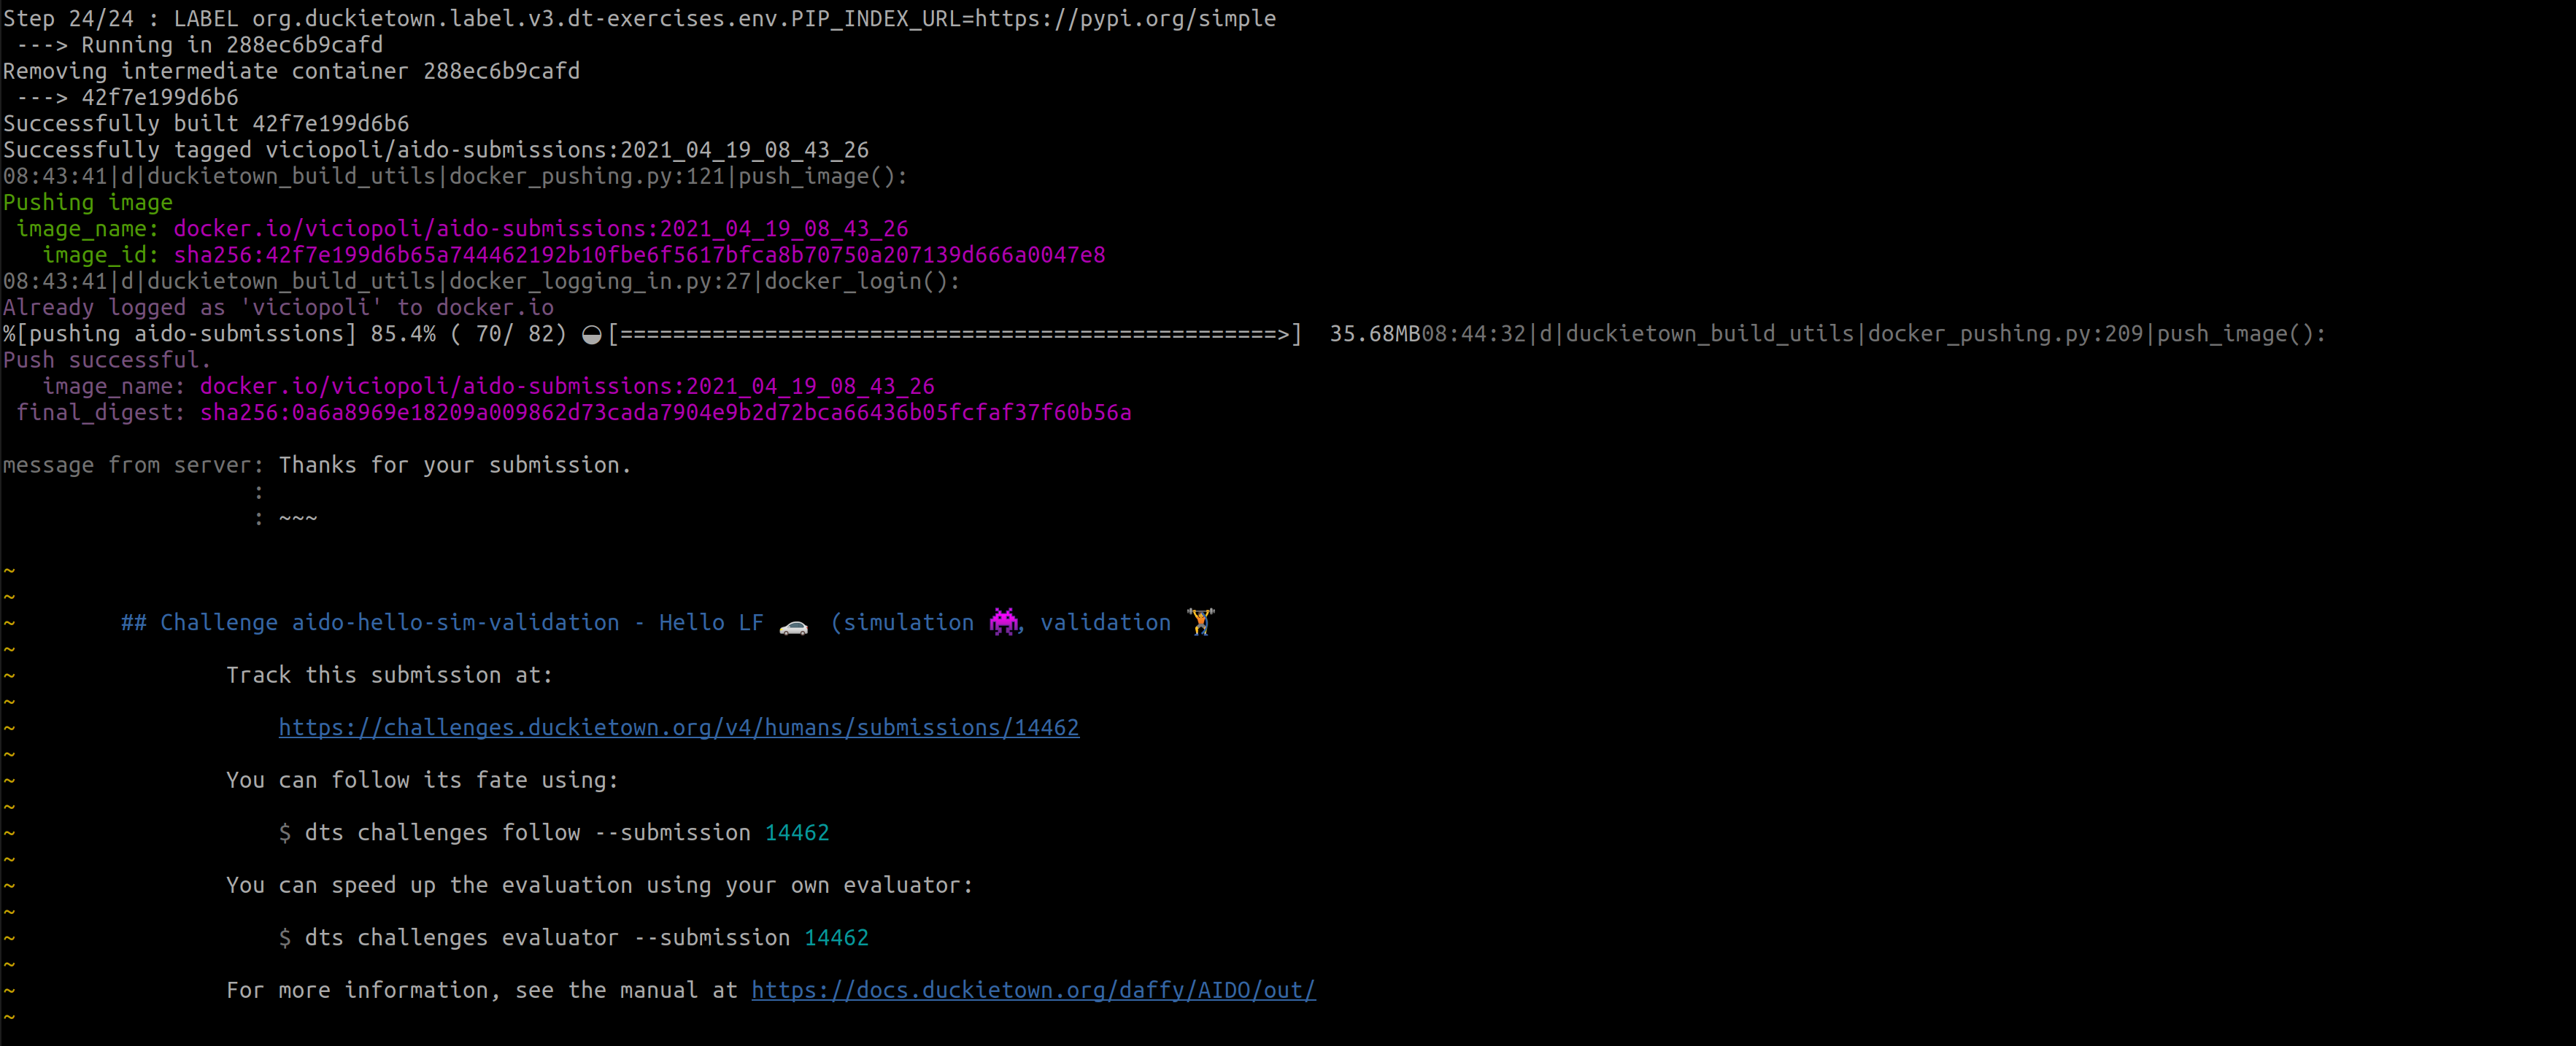 Step 24/24 : LABEL org.duckietown.label.v3.dt-exercises.env.PIP_INDEX_URL=https://pypi.org/simple
 ---> Running in 288ec6b9cafd
Removing intermediate container 288ec6b9cafd
 ---> 42f7e199d6b6
Successfully built 42f7e199d6b6
Successfully tagged viciopoli/aido-submissions:2021_04_19_08_43_26
08:43:41|d|duckietown_build_utils|docker_pushing.py:121|push_image():
Pushing image
 image_name: docker.io/viciopoli/aido-submissions:2021_04_19_08_43_26
   image_id: sha256:42f7e199d6b65a744462192b10fbe6f5617bfca8b70750a207139d666a0047e8
08:43:41|d|duckietown_build_utils|docker_logging_in.py:27|docker_login():
Already logged as 'viciopoli' to docker.io
%[pushing aido-submissions] 85.4% ( 70/ 82) ◒[==================================================>]  35.68MB08:44:32|d|duckietown_build_utils|docker_pushing.py:209|push_image():
Push successful.
   image_name: docker.io/viciopoli/aido-submissions:2021_04_19_08_43_26
 final_digest: sha256:0a6a8969e18209a009862d73cada7904e9b2d72bca66436b05fcfaf37f60b56a

message from server: Thanks for your submission.
                   :
                   : ~~~

~
~
~        ## Challenge aido-hello-sim-validation - Hello LF 🚗 (simulation 👾, validation 🏋
~
~                Track this submission at:
~
~                    https://challenges.duckietown.org/v4/humans/submissions/14462
~
~                You can follow its fate using:
~
~                    $ dts challenges follow --submission 14462
~
~                You can speed up the evaluation using your own evaluator:
~
~                    $ dts challenges evaluator --submission 14462
~
~                For more information, see the manual at https://docs.duckietown.org/daffy/AIDO/out/
~